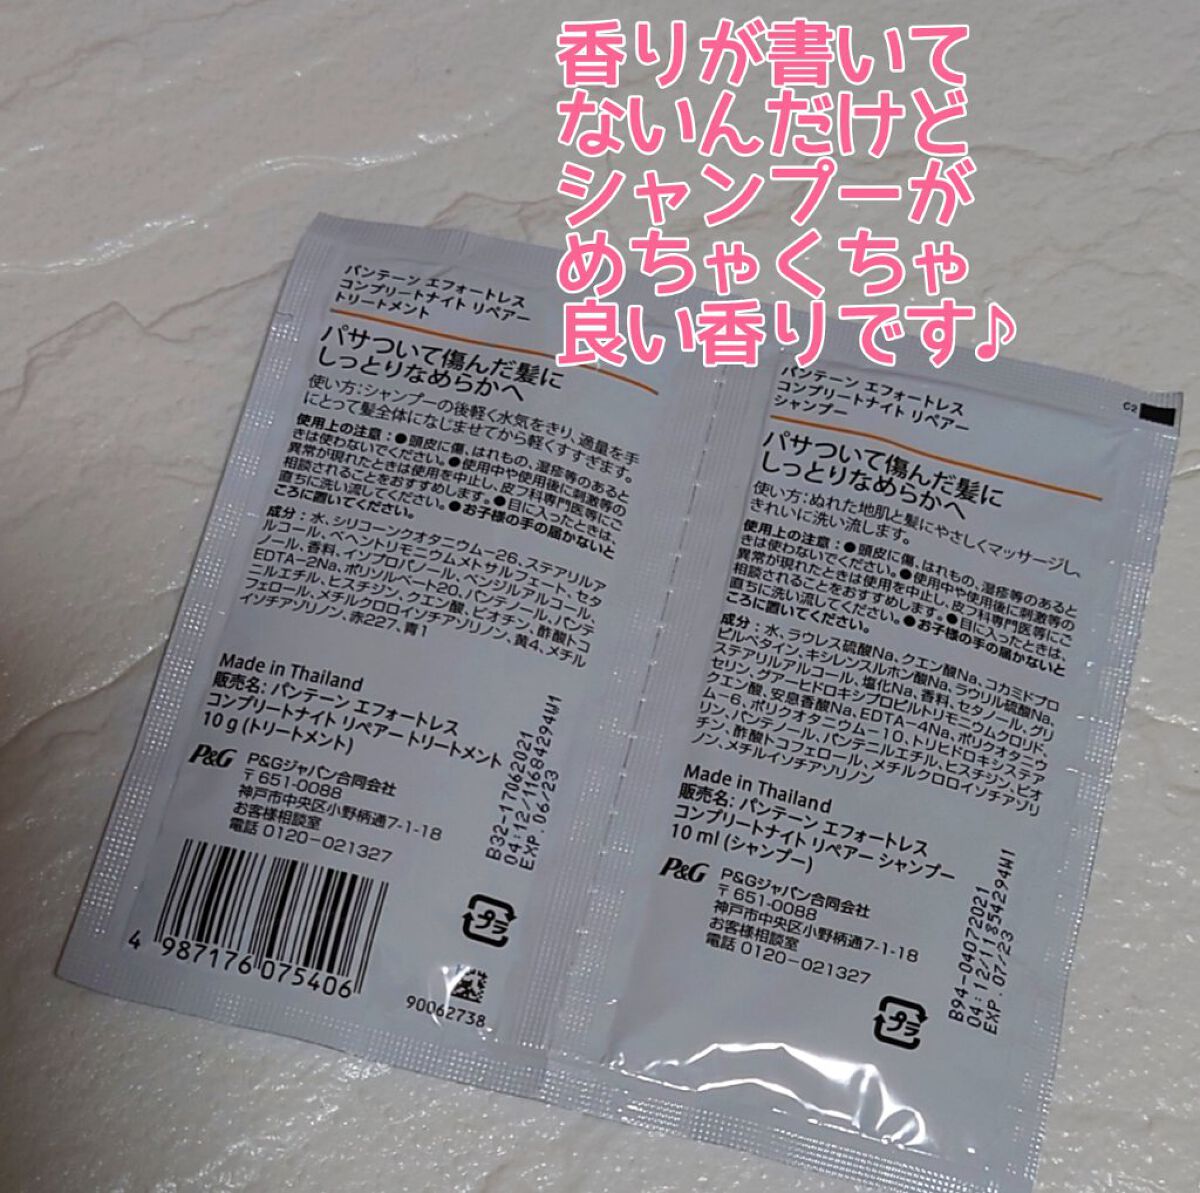 香りが書いて
ないんだけど
シャンプーが
めちゃくちゃ
良い香りです♪
パンテーン エフォートレス
コンプリートナイト リペアー
トリートメント
パサついて傷んだ髪に
しっとりなめらかへ
使い方：シャンプーの後軽く水気をきり、適量を手
にとって髪全体になじませてから軽くすすぎます。
使用上の注意：●頭皮に傷、はれもの、湿疹等のあると
きは使わないでください。●使用中や使用後に刺激等の
異常が現れたときは使用を中止し、皮フ科専門医等にご
相談されることをおすすめします。●目に入ったときは、
直ちに洗い流してください。●お子様の手の届かないと
ころに置いてください。
成分：水、シリコーンクオタニウム－26、ステアリルア
ルコール、ベヘントリモニウムメトサルフェート、セタ
ノール、香料、イソプロパノール、ベンジルアルコール、
EDTA－2Na、ポリソルベート20、パンテノール、パンテ
ニルエチル、ヒスチジン、クエン酸、ビオチン、酢酸トコ
フェロール、メチルクロロイソチアゾリノン、黄4、メチル
イソチアゾリノン、赤227、青1
Made in Thailand
販売名：パンテーン エフォートレス
コンプリートナイト リペアー トリートメント
10 g (トリートメント)
P&G
P&Gジャパン合同会社
〒651-0088
神戸市中央区小野柄通7-1-18
お客様相談室
電話 0120－021327
B32-17062021
04:12/11684294W1
EXP.06/23
4 987176 075406
プラ
90062738
C2
パンテーン エフォートレス
コンプリートナイト リペアー
シャンプー
パサついて傷んだ髪に
しっとりなめらかへ
使い方：ぬれた地肌と髪にやさしくマッサージし、
きれいに洗い流します。
使用上の注意：●頭皮に傷、はれもの、湿疹等のあると
きは使わないでください。●使用中や使用後に刺激等の
異常が現れたときは使用を中止し、皮フ科専門医等にご
相談されることをおすすめします。●目に入ったときは、
直ちに洗い流してください。●お子様の手の届かないと
ころに置いてください。
成分：水、ラウレス硫酸Na、クエン酸Na、コカミドプロ
ピルベタイン、キシレンスルホン酸Na、ラウリル硫酸Na、
ステアリルアルコール、塩化Na、香料、セタノール、グリ
セリン、グアーヒドロキシプロピルトリモニウムクロリド、
クエン酸、安息香酸Na、EDTA－4Na、ポリクオタニウ
ム－6、ポリクオタニウム－10、トリヒドロキシステア
リン、パンテノール、パンテニルエチル、ヒスチジン、ビオ
チン、酢酸トコフェロール、メチルクロロイソチアゾリ
ノン、メチルイソチアゾリノン
Made in Thailand
販売名：パンテーン エフォートレス
コンプリートナイト リペアー シャンプー
10 ml (シャンプー)
P&G
P&Gジャパン合同会社
〒651-0088
神戸市中央区小野柄通7-1-18
お客様相談室
電話 0120－021327
B94-04072021
04:12/11854294W1
EXP.07/23
プラ